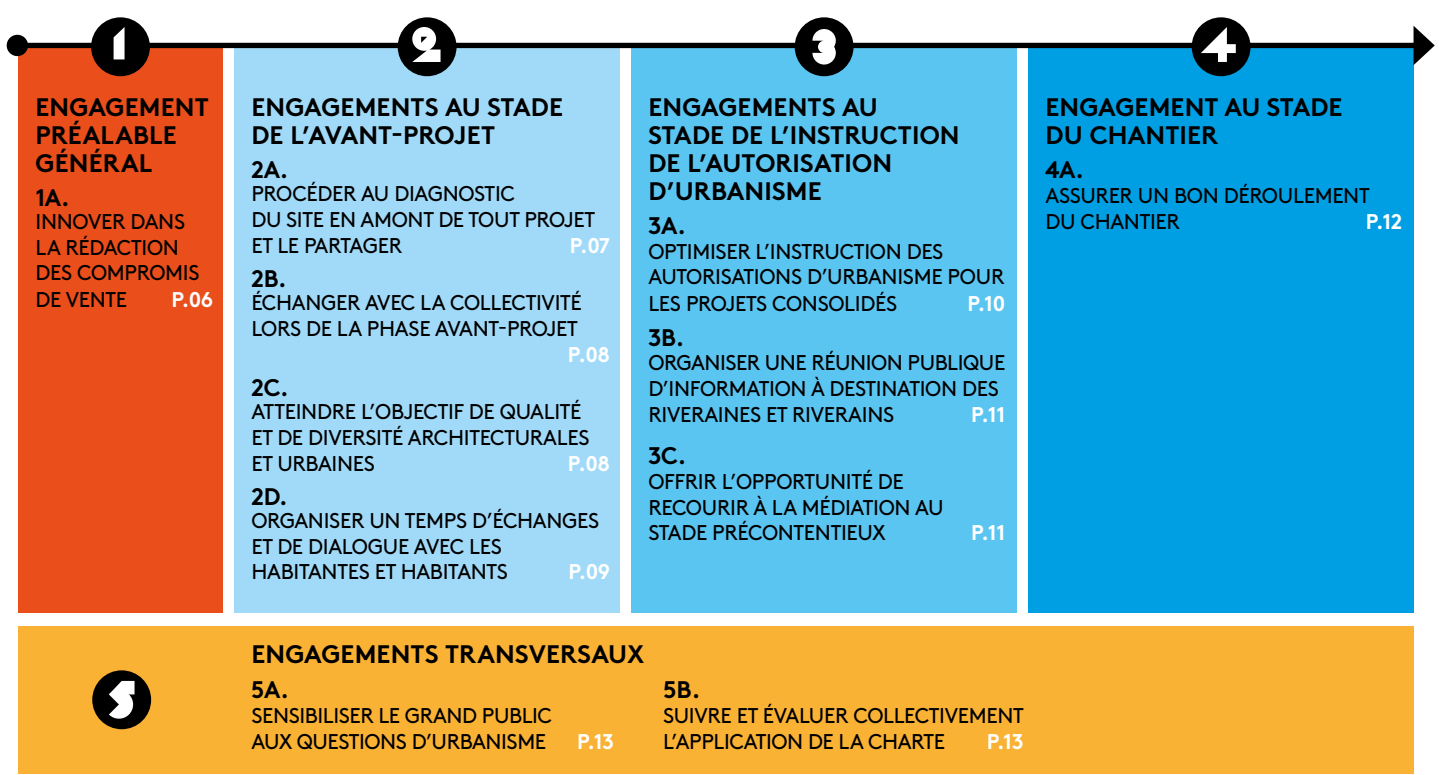 1
ENGAGEMENT
PRÉALABLE
GÉNÉRAL
1A.
INNOVER DANS
LA RÉDACTION
DES COMPROMIS
DE VENTE P.06
2
ENGAGEMENTS AU STADE
DE L’AVANT-PROJET
2A.
PROCÉDER AU DIAGNOSTIC
DU SITE EN AMONT DE TOUT PROJET
ET LE PARTAGER P.07
2B.
ÉCHANGER AVEC LA COLLECTIVITÉ
LORS DE LA PHASE AVANT-PROJET
P.08
2C.
ATTEINDRE L’OBJECTIF DE QUALITÉ
ET DE DIVERSITÉ ARCHITECTURALES
ET URBAINES P.08
2D.
ORGANISER UN TEMPS D’ÉCHANGES
ET DE DIALOGUE AVEC LES
HABITANTES ET HABITANTS P.09
3
ENGAGEMENTS AU
STADE DE L’INSTRUCTION
DE L’AUTORISATION
D’URBANISME
3A.
OPTIMISER L’INSTRUCTION DES
AUTORISATIONS D’URBANISME POUR
LES PROJETS CONSOLIDÉS P.10
3B.
ORGANISER UNE RÉUNION PUBLIQUE
D’INFORMATION À DESTINATION DES
RIVERAINES ET RIVERAINS P.11
3C.
OFFRIR L’OPPORTUNITÉ DE
RECOURIR À LA MÉDIATION AU
STADE PRÉCONTENTIEUX P.11
4
ENGAGEMENT AU STADE
DU CHANTIER
4A.
ASSURER UN BON DÉROULEMENT
DU CHANTIER P.12
5
ENGAGEMENTS TRANSVERSAUX
5A.
SENSIBILISER LE GRAND PUBLIC
AUX QUESTIONS D’URBANISME P.13
5B.
SUIVRE ET ÉVALUER COLLECTIVEMENT
L’APPLICATION DE LA CHARTE P.13